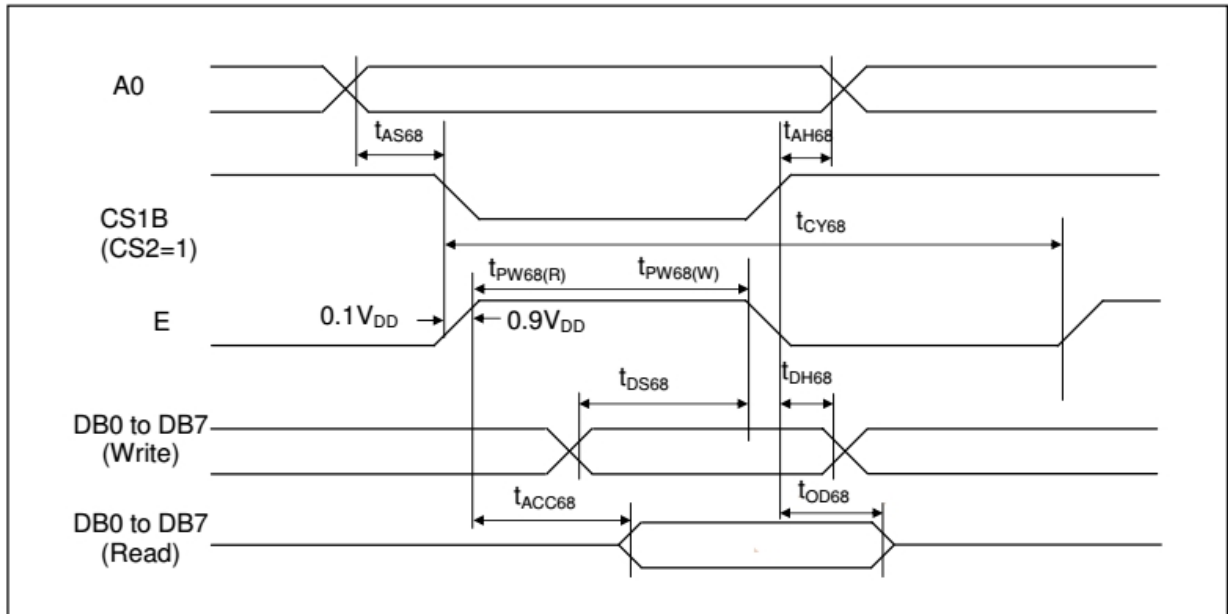 A0
tAS68
tAH68
CS1B
(CS2=1)
tCY68
tPW68(R)
tPW68(W)
E
0.1VDD
0.9VDD
tDS68
tDH68
DB0 to DB7
(Write)
tACC68
tOD68
DB0 to DB7
(Read)